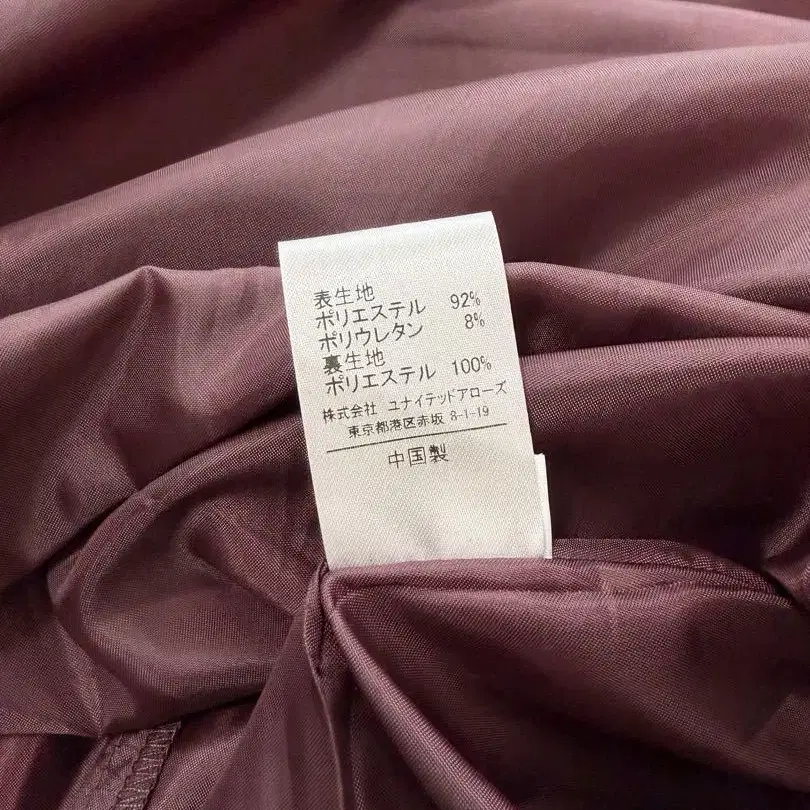 表生地
ポリエステル 92%
ポリウレタン 8%
裏生地
ポリエステル 100%
株式会社 ユナイテッドアローズ
東京都港区赤坂 8-1-19
中国製